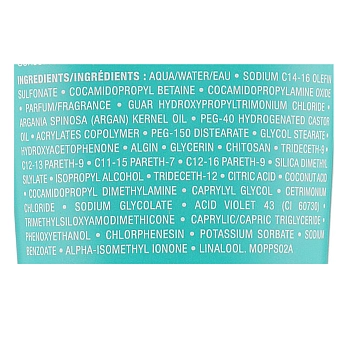 INGREDIENTS/INGRÉDIENTS : AQUA/WATER/EAU • SODIUM C14-16 OLEFIN
SULFONATE • COCAMIDOPROPYL BETAINE • COCAMIDOPROPYLAMINE OXIDE
• PARFUM/FRAGRANCE • GUAR HYDROXYPROPYLTRIMONIUM CHLORIDE •
ARGANIA SPINOSA (ARGAN) KERNEL OIL • PEG-40 HYDROGENATED CASTOR
OIL • ACRYLATES COPOLYMER • PEG-150 DISTEARATE • GLYCOL STEARATE •
HYDROXYACETOPHENONE • ALGIN • GLYCERIN • CHITOSAN • TRIDECETH-9 •
C12-13 PARETH-9 • C11-15 PARETH-7 • C12-16 PARETH-9 • SILICA DIMETHYL
SILYLATE • ISOPROPYL ALCOHOL • TRIDECETH-12 • CITRIC ACID • COCONUT ACID
• COCAMIDOPROPYL DIMETHYLAMINE • CAPRYLYL GLYCOL • CETRIMONIUM
CHLORIDE • SODIUM GLYCOLATE • ACID VIOLET 43 (CI 60730) •
TRIMETHYLSILOXYAMODIMETHICONE • CAPRYLIC/CAPRIC TRIGLYCERIDE •
PHENOXYETHANOL • CHLORPHENESIN • POTASSIUM SORBATE • SODIUM
BENZOATE • ALPHA-ISOMETHYL IONONE • LINALOOL. MOPPS02A